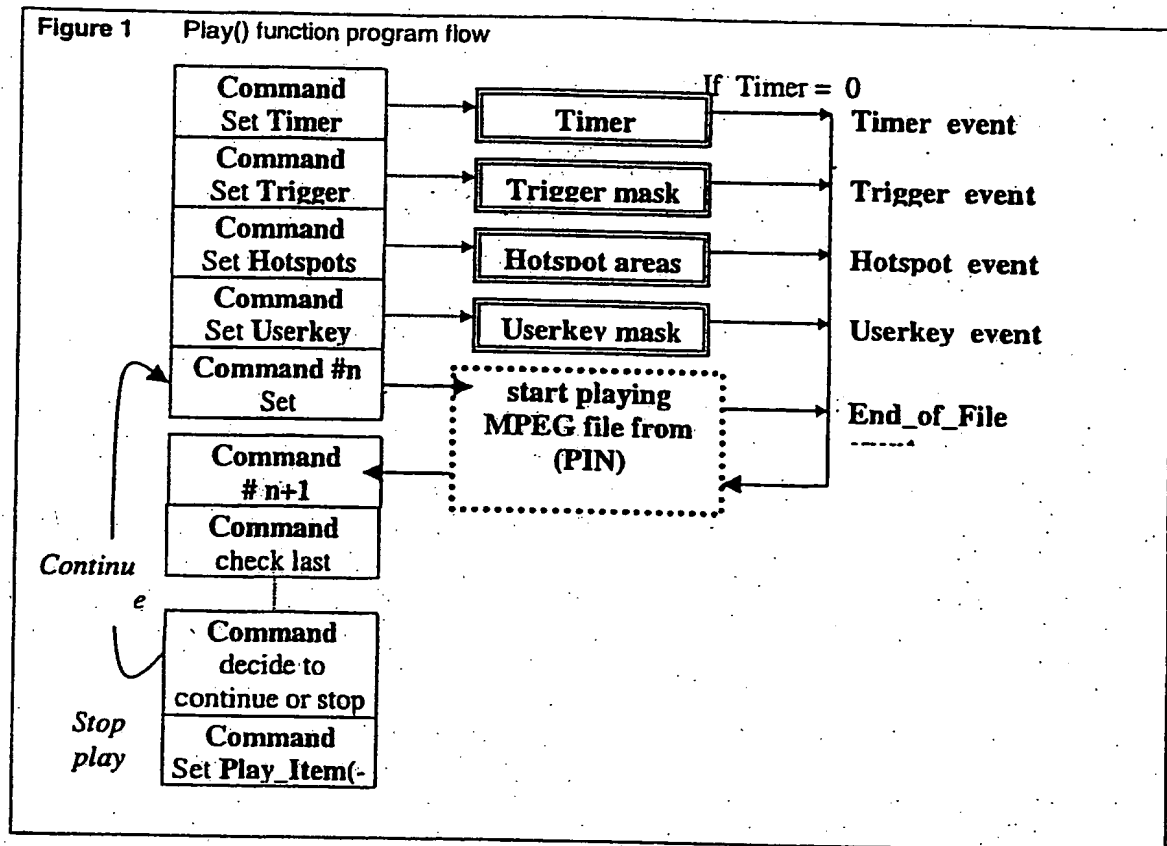 Figure 1 Play() function program flow
Command
Set Timer
Command
Set Trigger
Command
Set Hotspots
Command
Set Userkey
Command #n
Set
Command
# n+1
Command
check last
Command
decide to
continue or stop
Command
Set Play_Item(-
Continu
e
Stop
play
Timer
Trigger mask
Hotspot areas
Userkey mask
start playing
MPEG file from
(PIN)
If Timer = 0
Timer event
Trigger event
Hotspot event
Userkey event
End_of_File